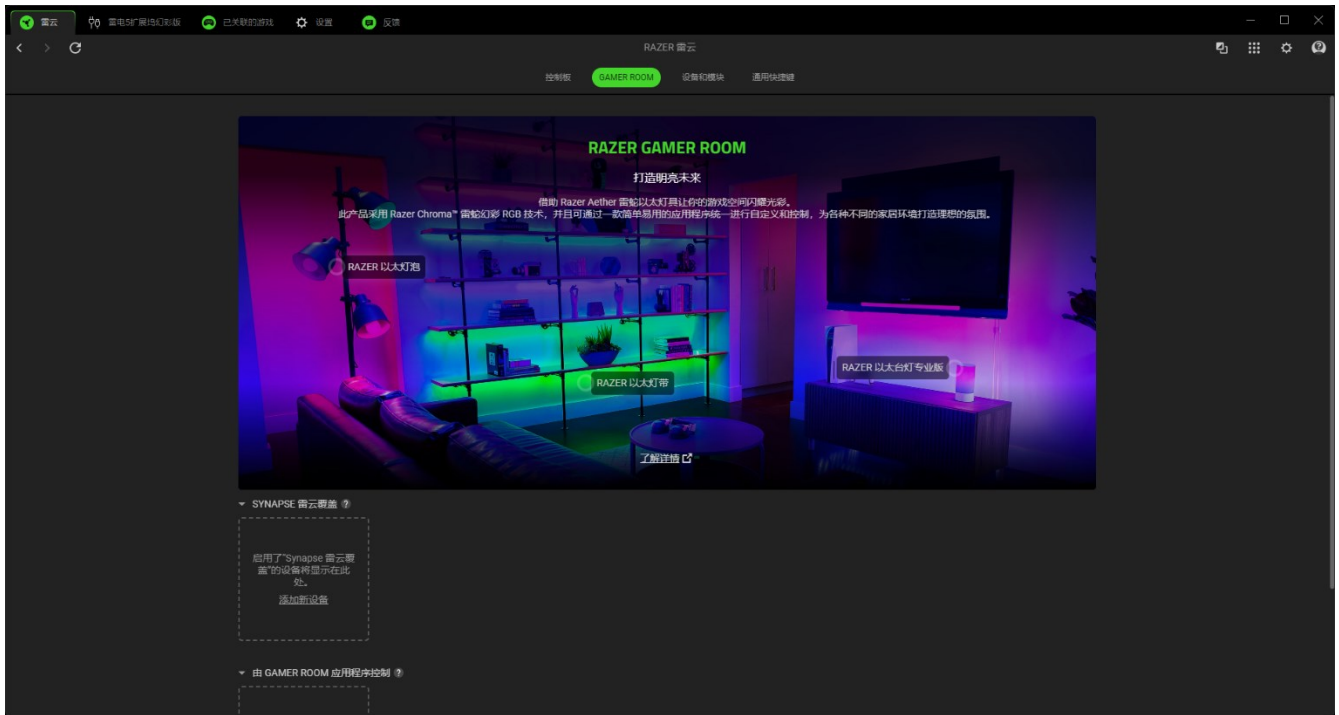 雷云
雷电5扩展坞幻彩版
已关联的游戏
设置
反馈
RAZER 雷云
控制板
GAMER ROOM
设备和模块
通用快捷键
RAZER GAMER ROOM
打造明亮未来
借助 Razer Aether 雷蛇以太灯具让你的游戏空间闪耀光彩。
此产品采用 Razer Chroma™ 雷蛇幻彩 RGB 技术，并且可通过一款简单易用的应用程序统一进行自定义和控制，为各种不同的家居环境打造理想的氛围。
RAZER 以太灯泡
RAZER 以太台灯专业版
RAZER 以太灯带
了解详情
SYNAPSE 雷云覆盖 ?
启用了"Synapse 雷云覆
盖"的设备将显示在此
处。
添加新设备
由 GAMER ROOM 应用程序控制 ?